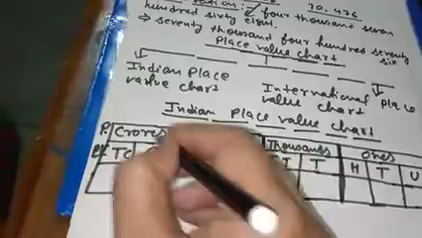 70,476
hundred sixty eight. four thousand seven
⇒ seventy thousand four hundred seventy six
Place value chart
Indian Place value chart
International Place value chart
Indian Place value chart
P. Crores Thousands Ones
TC T H T U